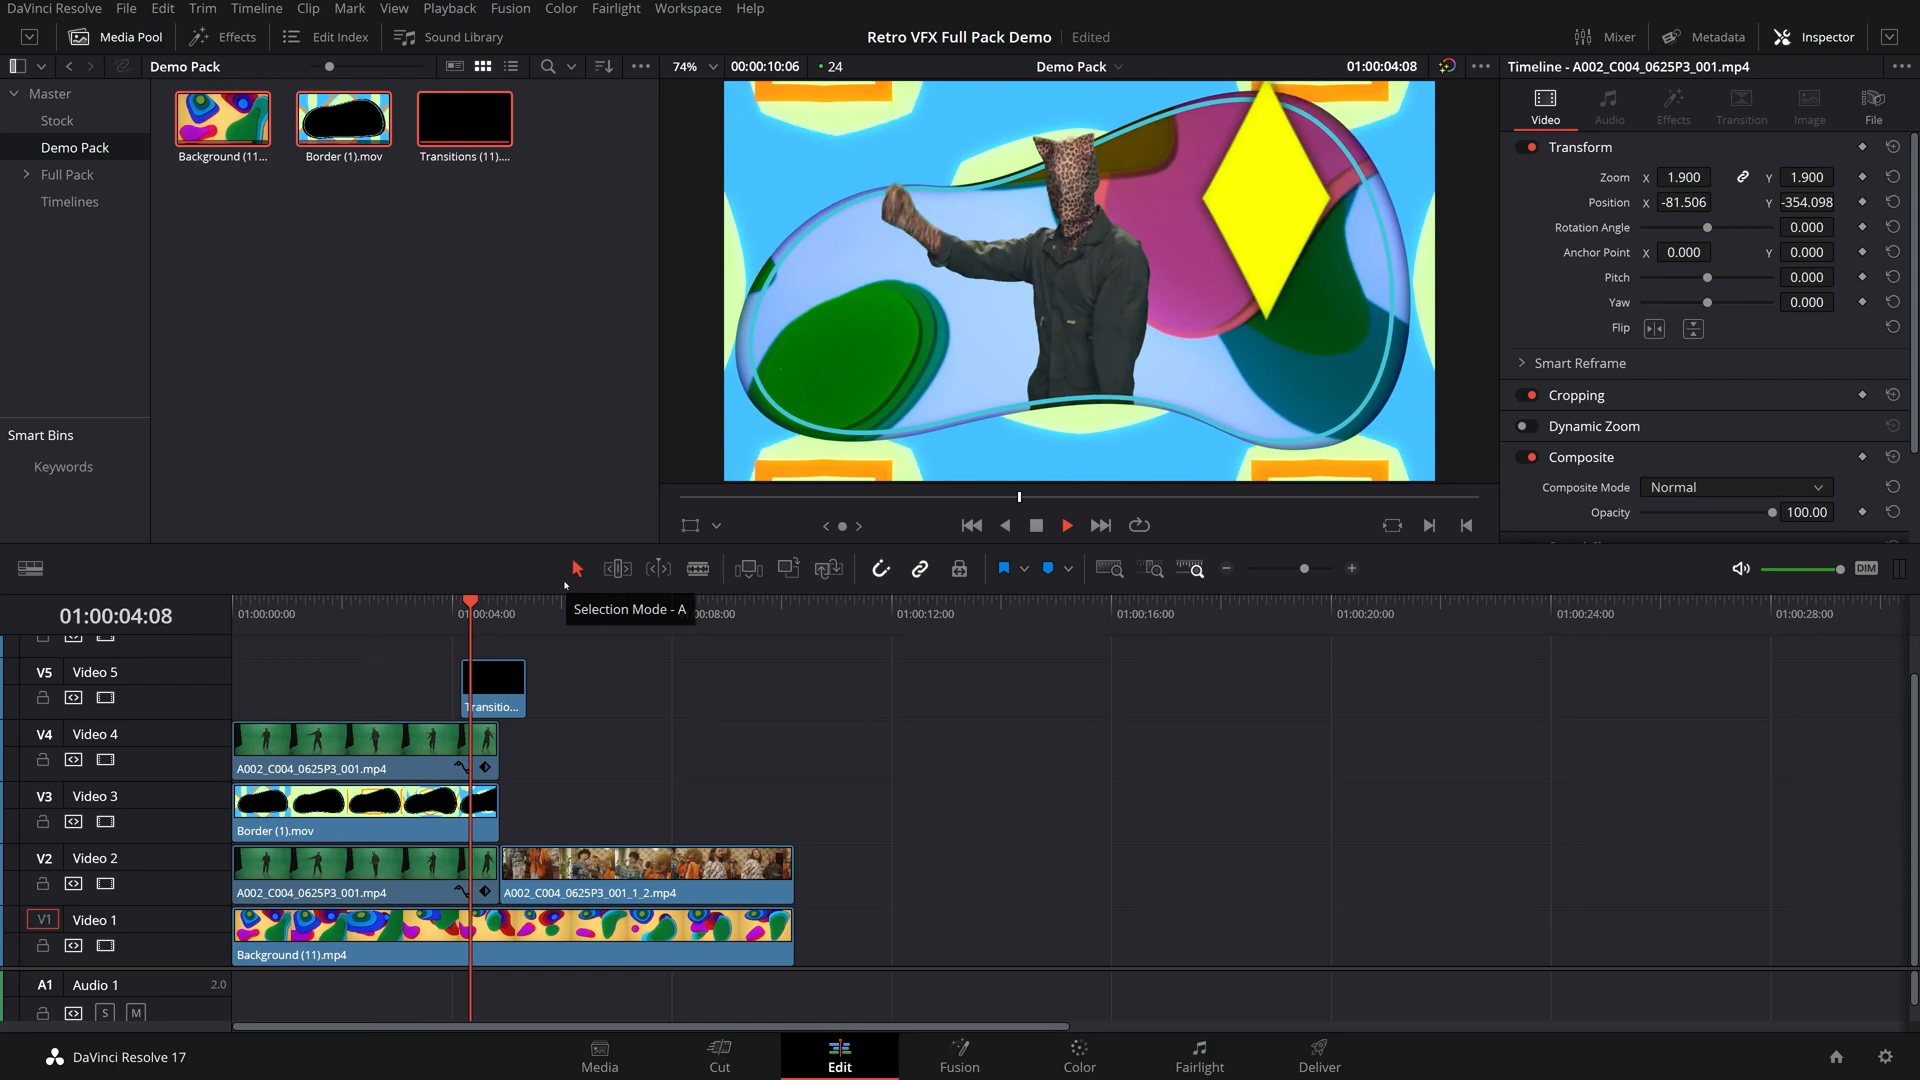 DaVinci Resolve File Edit Trim Timeline Clip Mark View Playback Fusion Color Fairlight Workspace Help
Media Pool Effects Edit Index Sound Library Retro VFX Full Pack Demo Edited Mixer Metadata Inspector
Demo Pack 74% 00:00:10:06 24 Demo Pack 01:00:04:08 Timeline - A002_C004_0625P3_001.mp4
Master
Stock
Demo Pack
Full Pack
Timelines
Smart Bins
Keywords
Background (11... Border (1).mov Transitions (11)....
Video Audio Effects Transition Image File
Transform
Zoom X 1.900 Y 1.900
Position X -81.506 Y -354.098
Rotation Angle 0.000
Anchor Point X 0.000 Y 0.000
Pitch 0.000
Yaw 0.000
Flip
Smart Reframe
Cropping
Dynamic Zoom
Composite
Composite Mode Normal
Opacity 100.00
DIM
Selection Mode - A
01:00:04:08 01:00:00:00 01:00:04:00 00:08:00 01:00:12:00 01:00:16:00 01:00:20:00 01:00:24:00 01:00:28:00
V5 Video 5
Transitio...
V4 Video 4
A002_C004_0625P3_001.mp4
V3 Video 3
Border (1).mov
V2 Video 2
A002_C004_0625P3_001.mp4 A002_C004_0625P3_001_1_2.mp4
V1 Video 1
Background (11).mp4
A1 Audio 1 2.0
S M
DaVinci Resolve 17 Media Cut Edit Fusion Color Fairlight Deliver